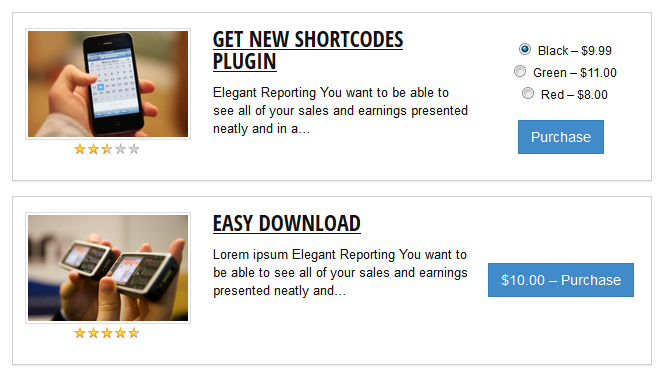 GET NEW SHORTCODES
PLUGIN
Elegant Reporting You want to be able to
see all of your sales and earnings presented
neatly and in a…
Black – $9.99
Green – $11.00
Red – $8.00
Purchase
EASY DOWNLOAD
Lorem ipsum Elegant Reporting You want to
be able to see all of your sales and earnings
presented neatly and…
$10.00 – Purchase